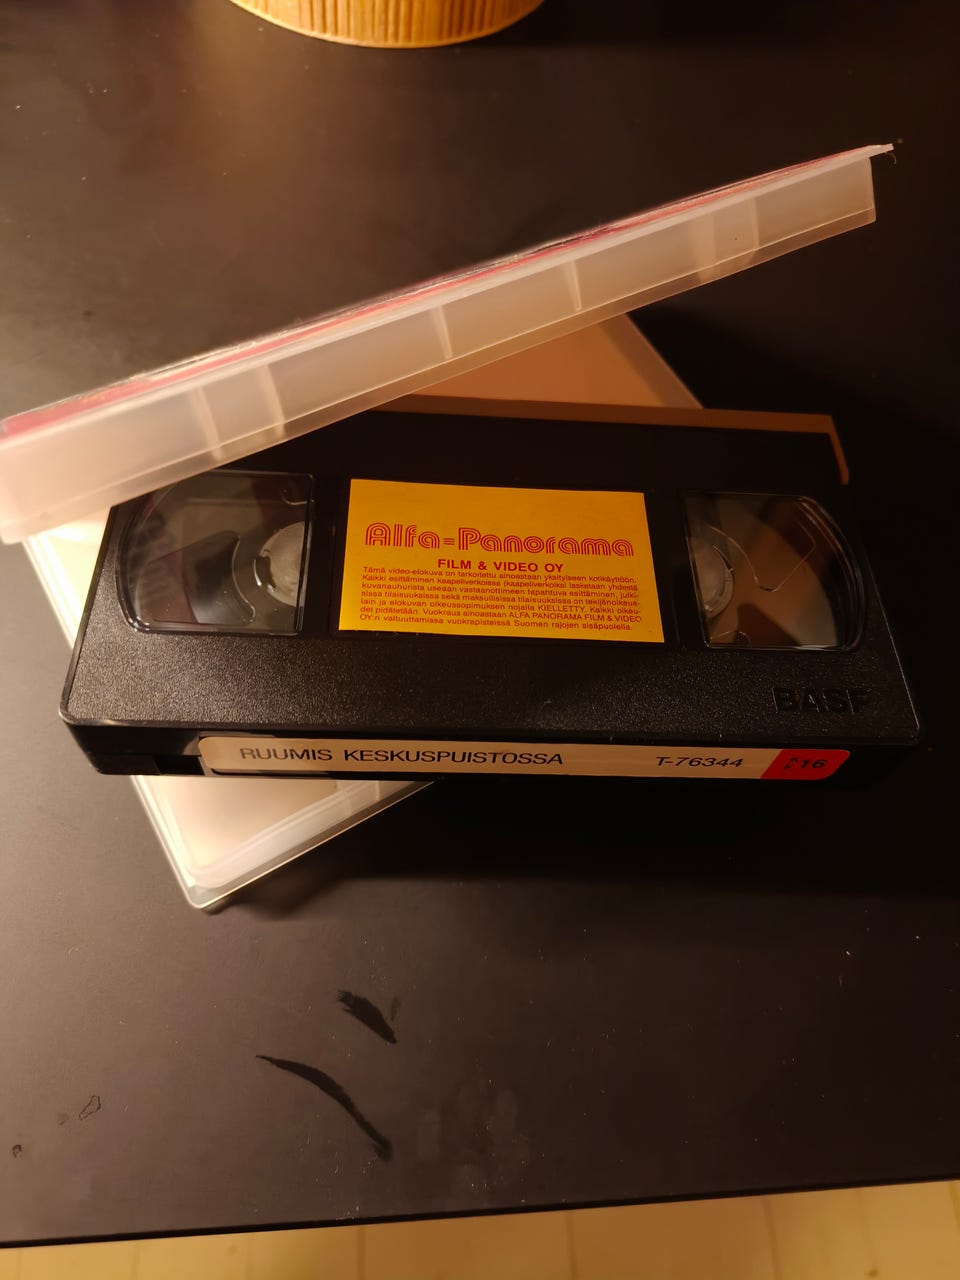 Alfa-Panorama
FILM & VIDEO OY
Tämä video-elokuva on tarkoitettu ainoastaan yksityiseen kotikäyttöön.
Kaikki esittäminen kaapeliverkoissa (kaapeliverkoksi lasketaan yhdestä
kuvanauhurista useaan vastaanottimeen tapahtuva esittäminen, julki-
sissa tilaisuuksissa sekä maksullisissa tilaisuuksissa on tekijänoikeus-
lain ja elokuvan oikeussopimuksen nojalla KIELLETTY. Kaikki oikeu-
det pidätetään. Vuokraus ainoastaan ALFA PANORAMA FILM & VIDEO
OY:n valtuuttamissa vuokrapisteissä Suomen rajojen sisäpuolella.
BASF
RUUMIS KESKUSPUISTOSSA T-76344 K 16